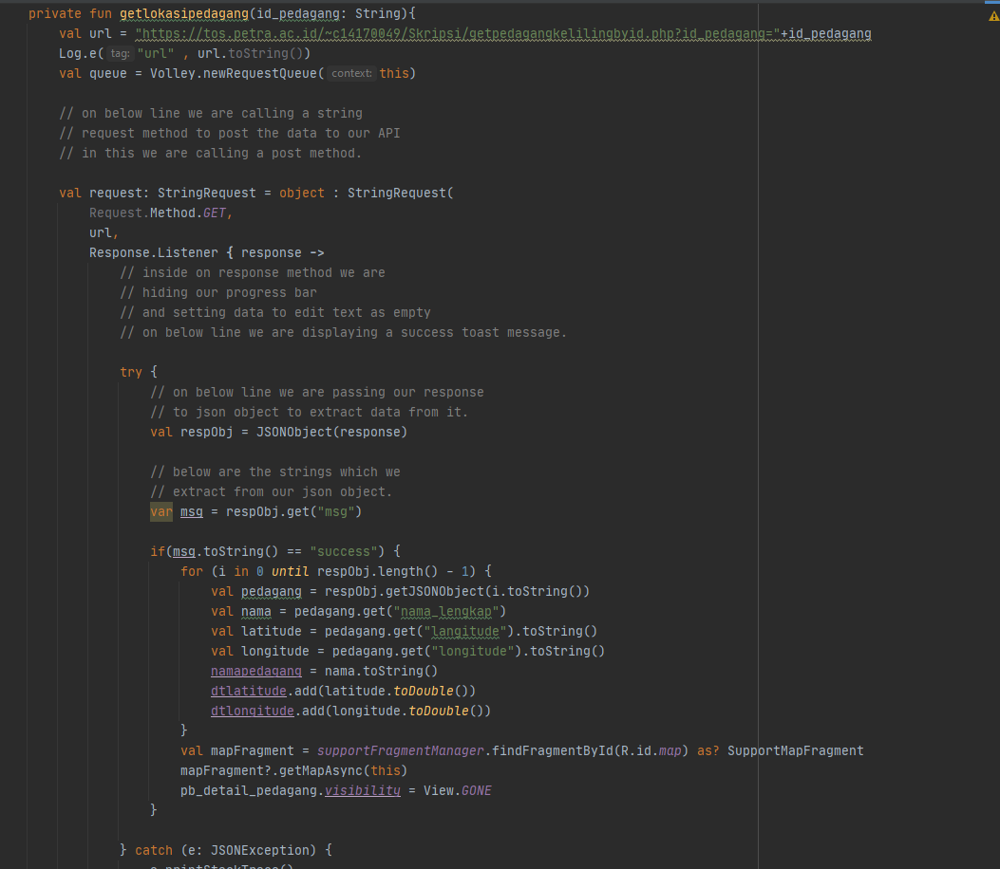 private fun getlokasipedagang(id_pedagang: String){
val url = "https://tos.petra.ac.id/~c14170049/Skripsi/getpedagangkelilingbyid.php?id_pedagang="+id_pedagang
Log.e( tag: "url" , url.toString())
val queue = Volley.newRequestQueue( context: this)
// on below line we are calling a string
// request method to post the data to our API
// in this we are calling a post method.
val request: StringRequest = object : StringRequest(
Request.Method.GET,
url,
Response.Listener { response ->
// inside on response method we are
// hiding our progress bar
// and setting data to edit text as empty
// on below line we are displaying a success toast message.
try {
// on below line we are passing our response
// to json object to extract data from it.
val respObj = JSONObject(response)
// below are the strings which we
// extract from our json object.
var msg = respObj.get("msg")
if(msg.toString() == "success") {
for (i in 0 until respObj.length() - 1) {
val pedagang = respObj.getJSONObject(i.toString())
val nama = pedagang.get("nama_lengkap")
val latitude = pedagang.get("langitude").toString()
val longitude = pedagang.get("longitude").toString()
namapedagang = nama.toString()
dtlatitude.add(latitude.toDouble())
dtlongitude.add(longitude.toDouble())
}
val mapFragment = supportFragmentManager.findFragmentById(R.id.map) as? SupportMapFragment
mapFragment?.getMapAsync(this)
pb_detail_pedagang.visibility = View.GONE
}
} catch (e: JSONException) {
e.printStackTrace()